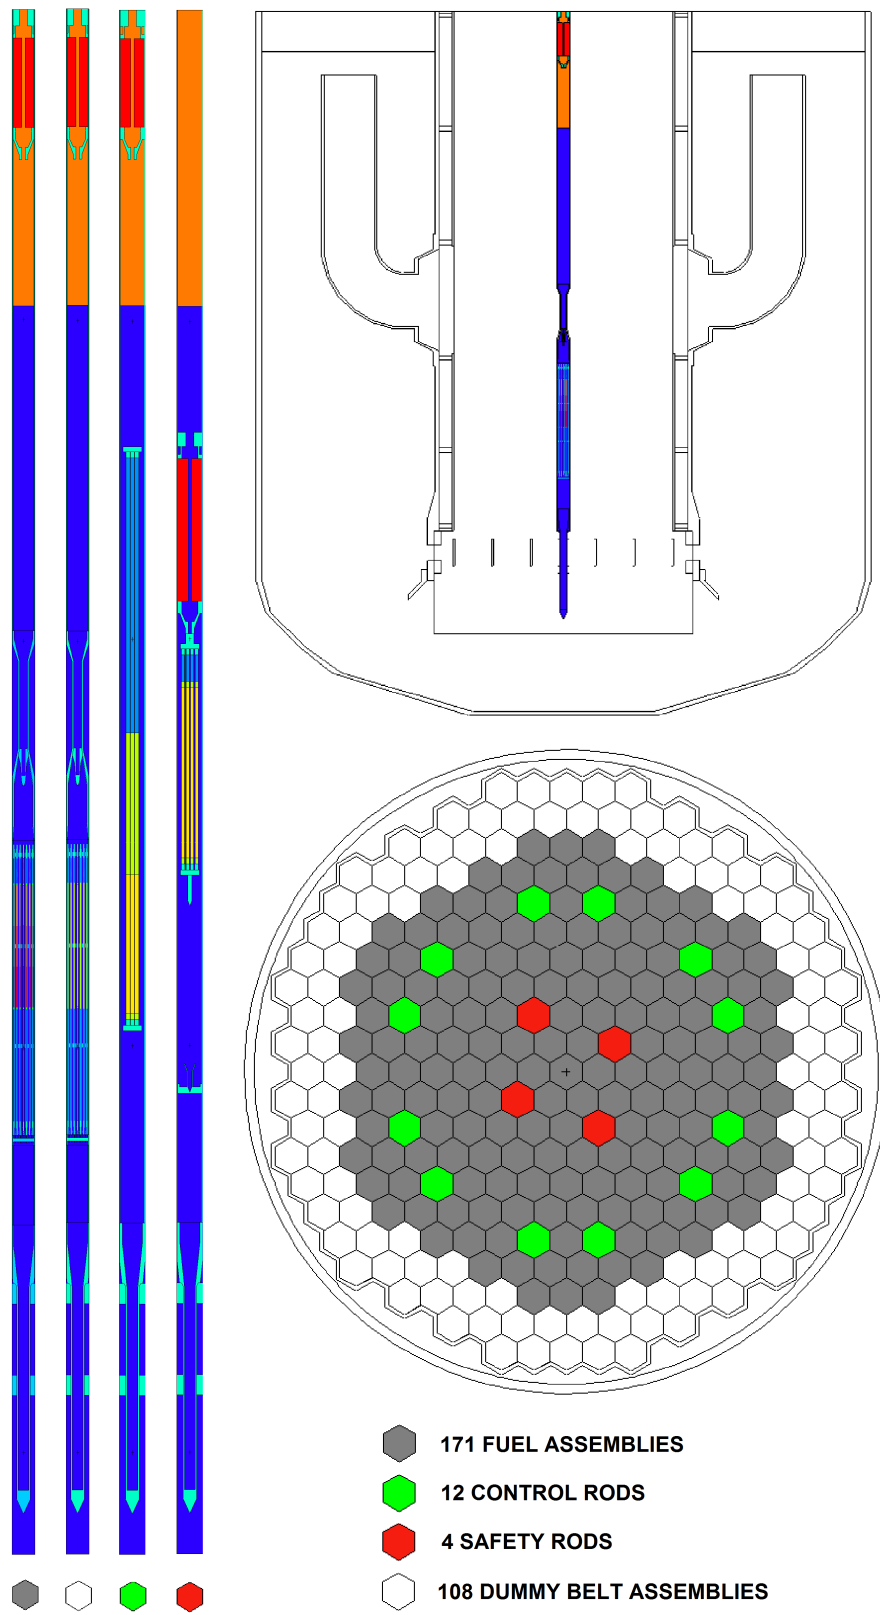 171 FUEL ASSEMBLIES
12 CONTROL RODS
4 SAFETY RODS
108 DUMMY BELT ASSEMBLIES